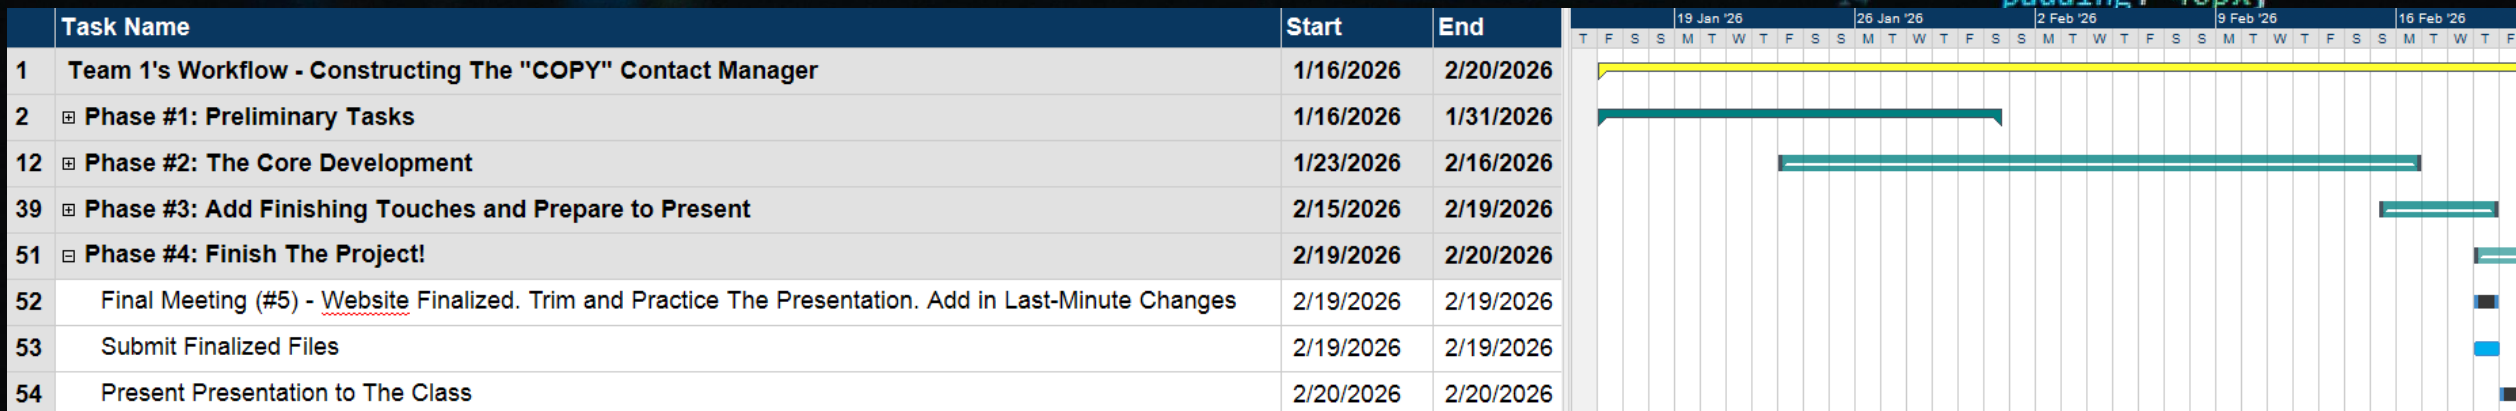 Task Name Start End 19 Jan '26 26 Jan '26 2 Feb '26 9 Feb '26 16 Feb '26
T F S S M T W T F S S M T W T F S S M T W T F S S M T W T F S S M T W T F
1 Team 1's Workflow - Constructing The "COPY" Contact Manager 1/16/2026 2/20/2026
2 Phase #1: Preliminary Tasks 1/16/2026 1/31/2026
12 Phase #2: The Core Development 1/23/2026 2/16/2026
39 Phase #3: Add Finishing Touches and Prepare to Present 2/15/2026 2/19/2026
51 Phase #4: Finish The Project! 2/19/2026 2/20/2026
52 Final Meeting (#5) - Website Finalized. Trim and Practice The Presentation. Add in Last-Minute Changes 2/19/2026 2/19/2026
53 Submit Finalized Files 2/19/2026 2/19/2026
54 Present Presentation to The Class 2/20/2026 2/20/2026